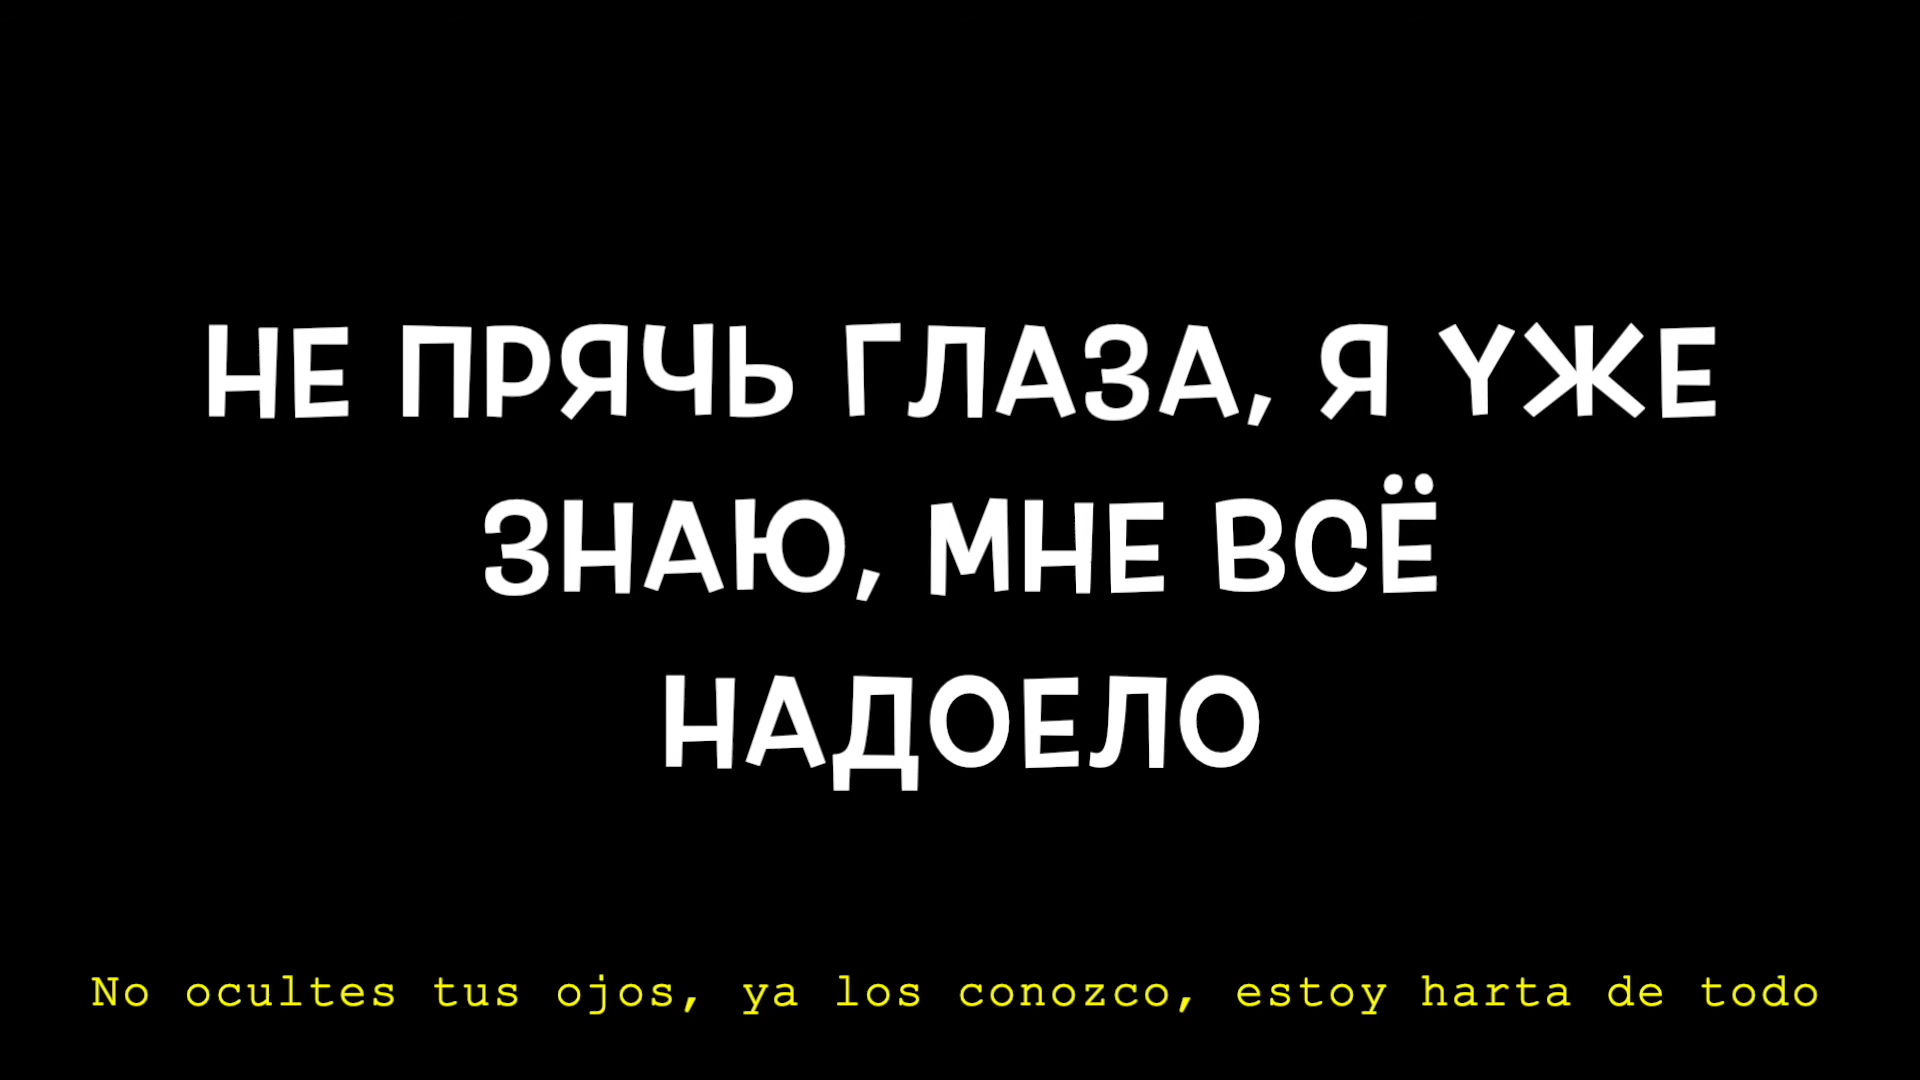 НЕ ПРЯЧЬ ГЛАЗА, Я УЖЕ
ЗНАЮ, МНЕ ВСЁ
НАДОЕЛО
No ocultes tus ojos, ya los conozco, estoy harta de todo